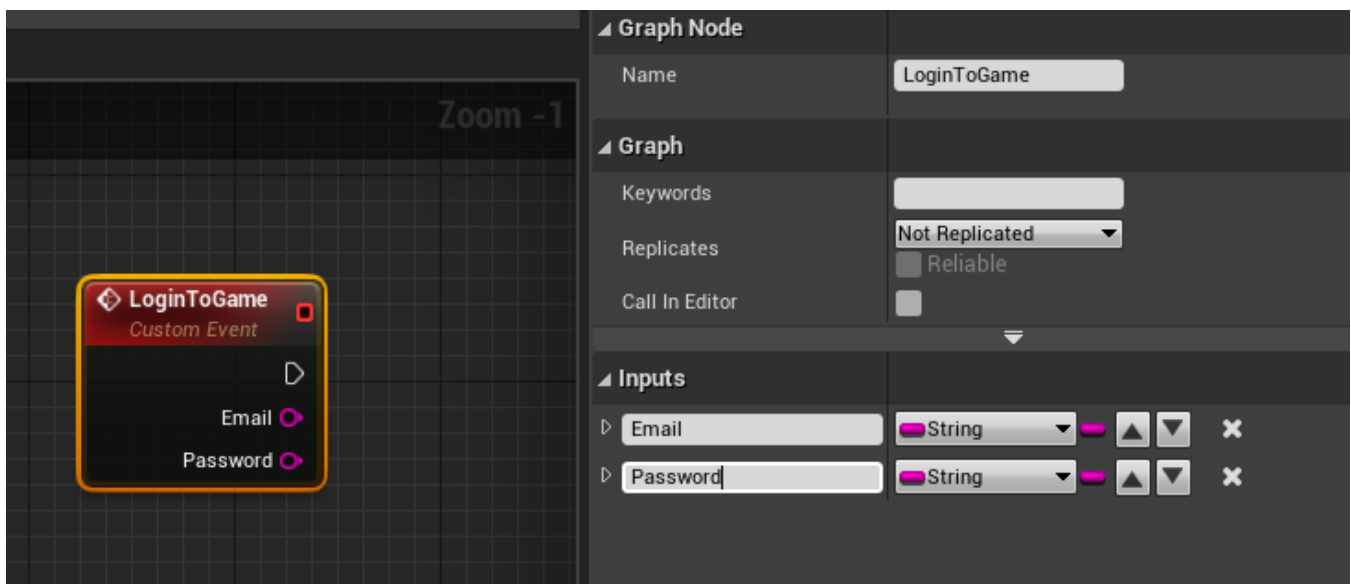 Zoom -1
LoginToGame
Custom Event
Email
Password
Graph Node
Name LoginToGame
Graph
Keywords
Replicates Not Replicated
Reliable
Call In Editor
Inputs
Email String
Password String